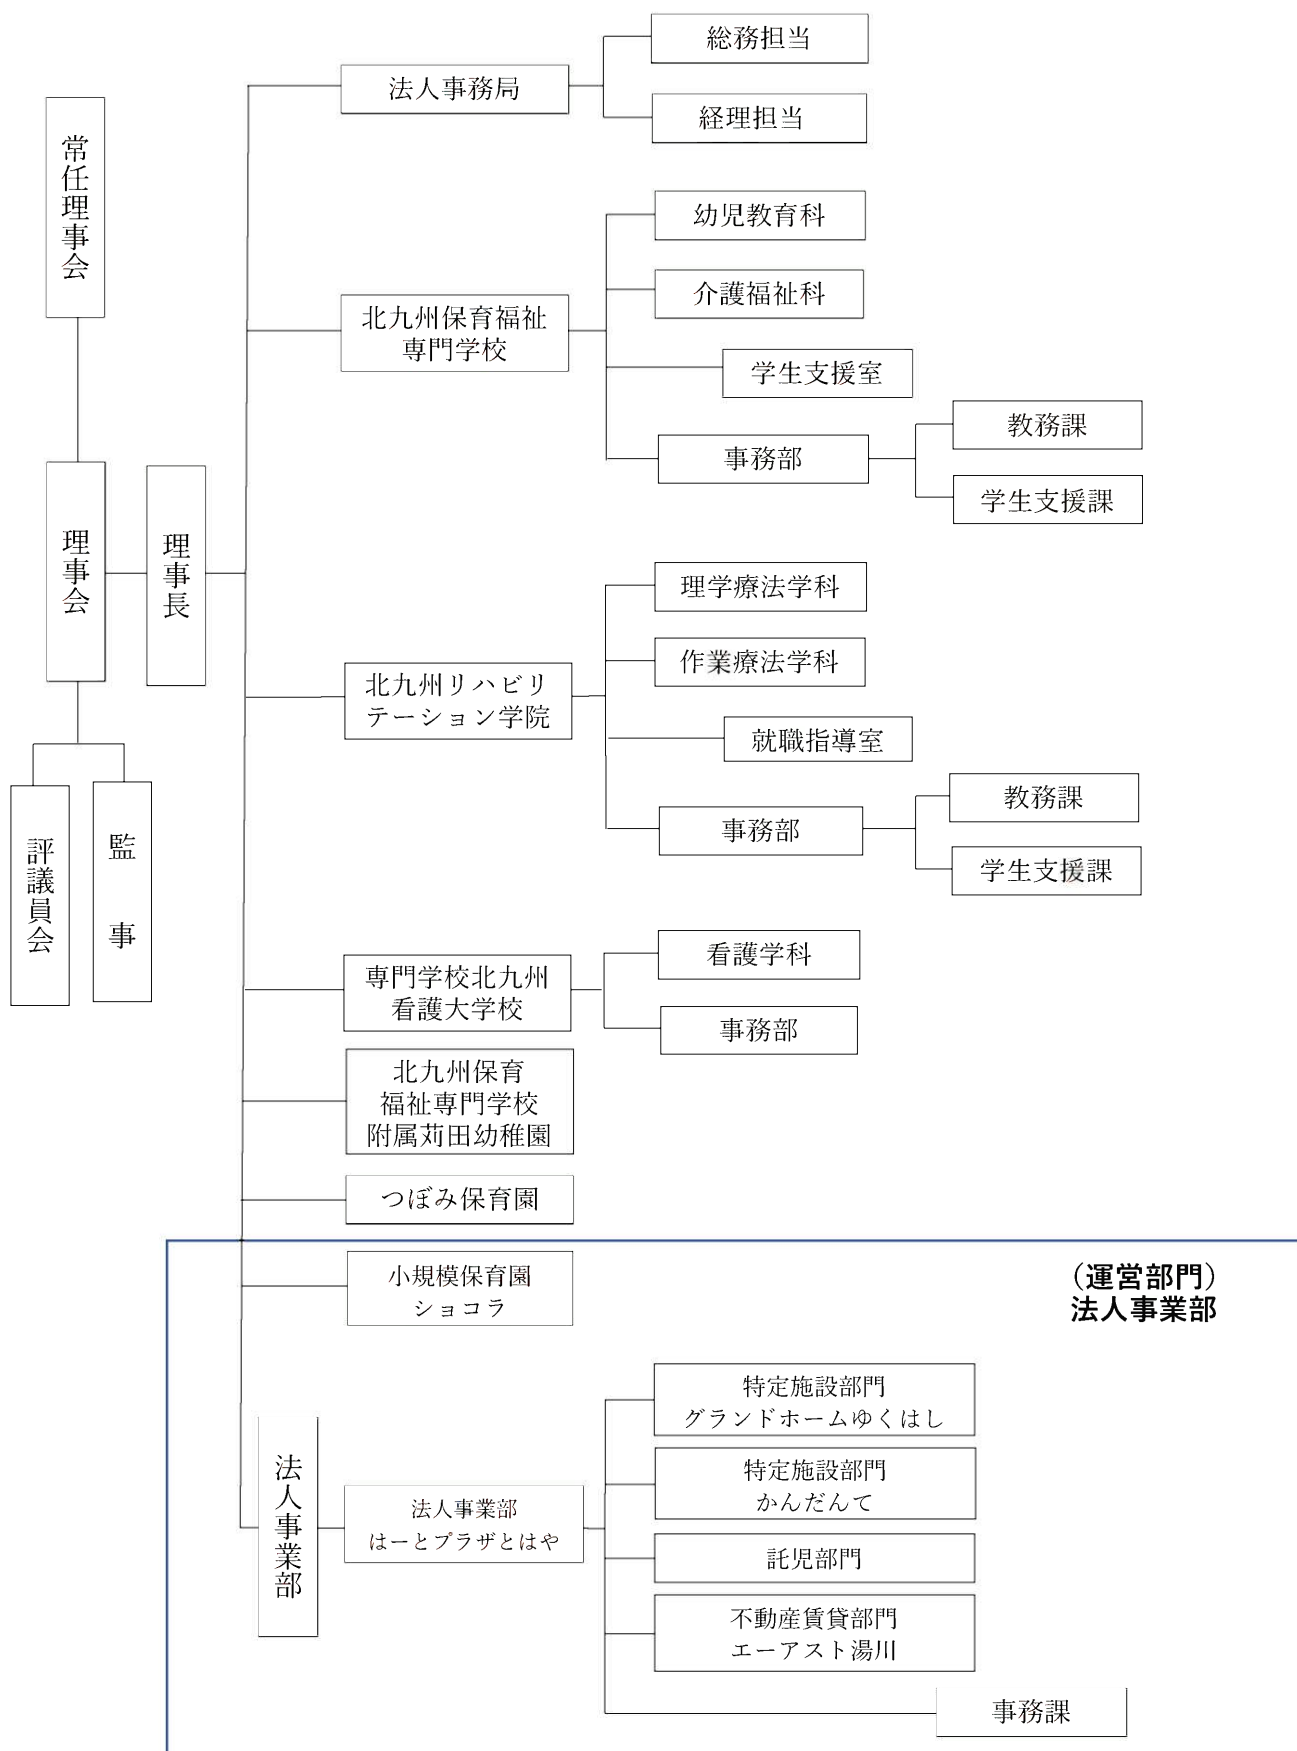 常任理事会
理事会
評議員会
監事
理事長
法人事務局
総務担当
経理担当
北九州保育福祉
専門学校
幼児教育科
介護福祉科
学生支援室
事務部
教務課
学生支援課
北九州リハビリ
テーション学院
理学療法学科
作業療法学科
就職指導室
事務部
教務課
学生支援課
専門学校北九州
看護大学校
看護学科
事務部
北九州保育
福祉専門学校
附属苅田幼稚園
つぼみ保育園
小規模保育園
ショコラ
（運営部門）
法人事業部
法人事業部
法人事業部
はーとプラザとはや
特定施設部門
グランドホームゆくはし
特定施設部門
かんだんて
託児部門
不動産賃貸部門
エーアスト湯川
事務課